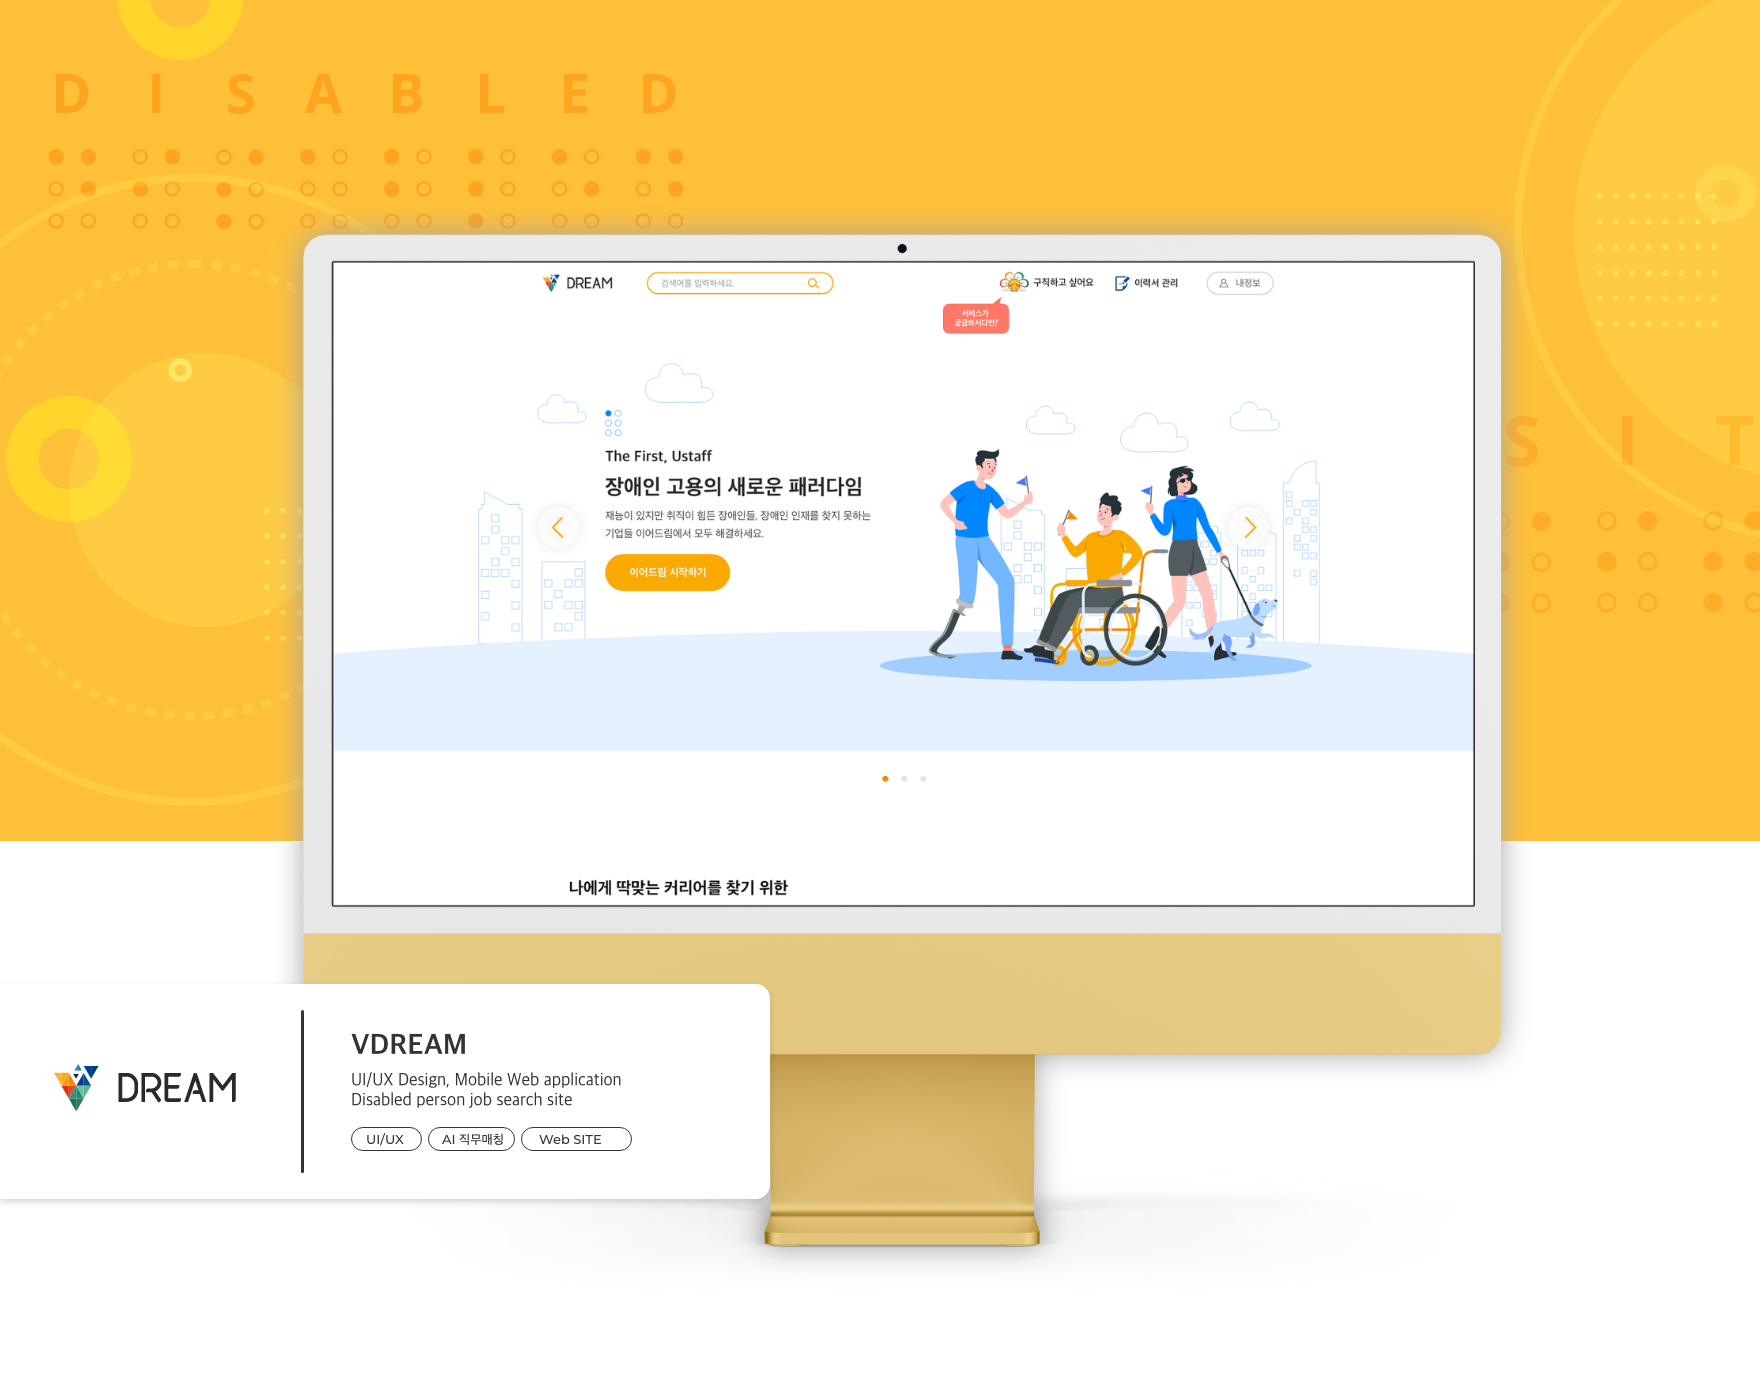 DISABLED
SIT
DREAM
검색어를 입력하세요.
구직하고 싶어요
이력서 관리
내정보
서비스가
궁금하시다면?
The First, Ustaff
장애인 고용의 새로운 패러다임
재능이 있지만 취직이 힘든 장애인들, 장애인 인재를 찾지 못하는
기업들 이어드림에서 모두 해결하세요.
이어드림 시작하기
나에게 딱맞는 커리어를 찾기 위한
DREAM
VDREAM
UI/UX Design, Mobile Web application
Disabled person job search site
UI/UX
AI 직무매칭
Web SITE